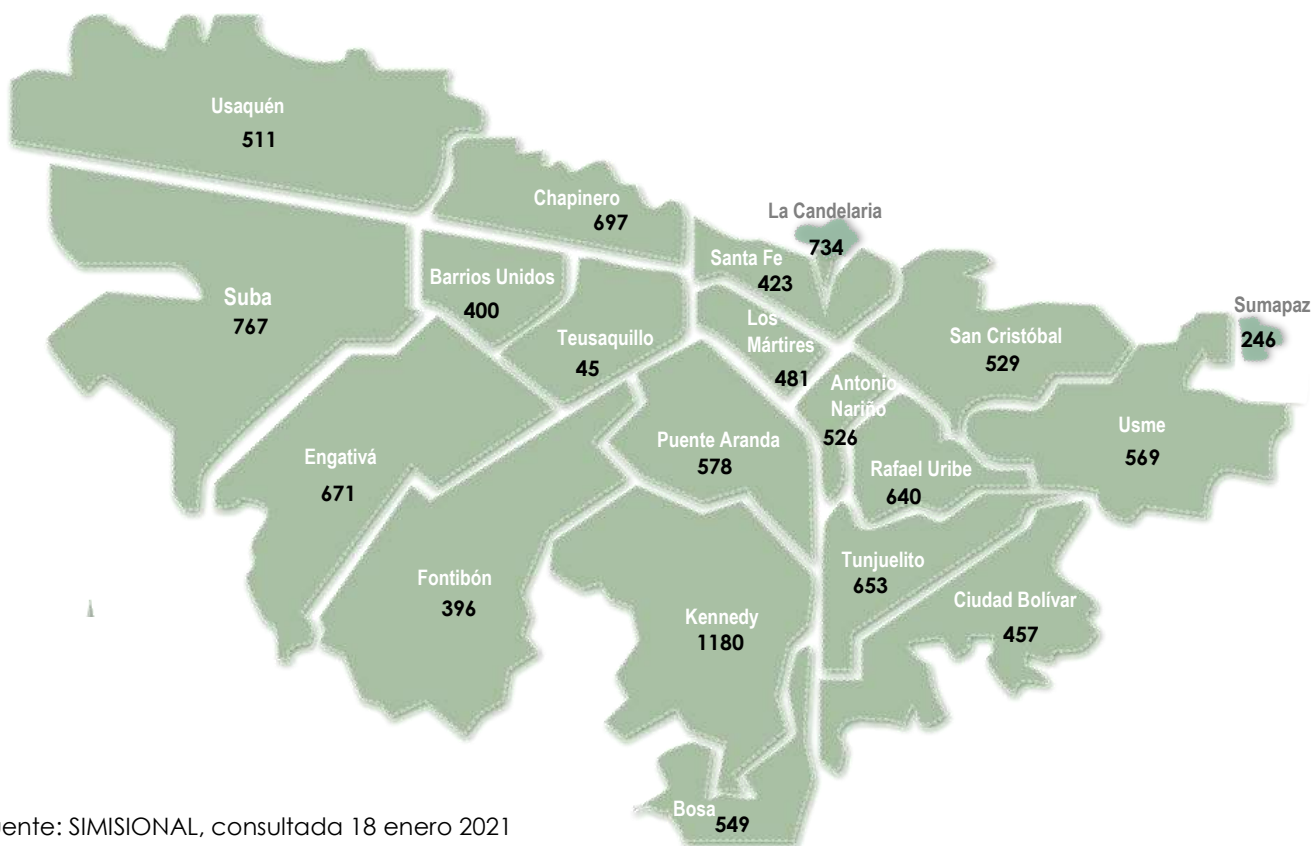 Usaquén
511
Chapinero
697
La Candelaria
734
Santa Fe
423
Barrios Unidos
400
Suba
767
Teusaquillo
45
Los
Mártires
481
Sumapaz
246
San Cristóbal
529
Antonio
Nariño
526
Usme
569
Puente Aranda
578
Engativá
671
Rafael Uribe
640
Fontibón
396
Tunjuelito
653
Ciudad Bolívar
457
Kennedy
1180
Bosa
549
uente: SIMISIONAL, consultada 18 enero 2021